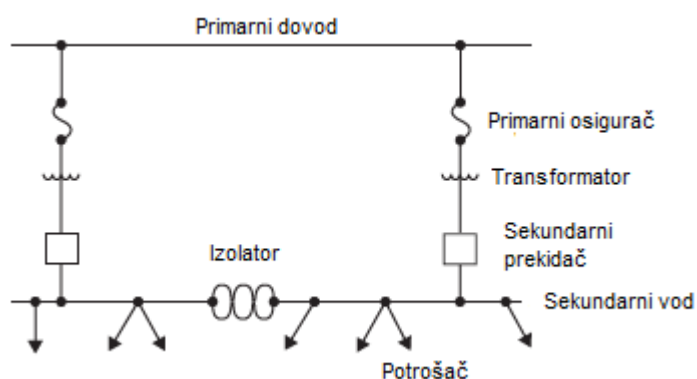 Primarni dovod
Primarni osigurač
Transformator
Sekundarni
prekidač
Izolator
Sekundarni vod
Potrošač